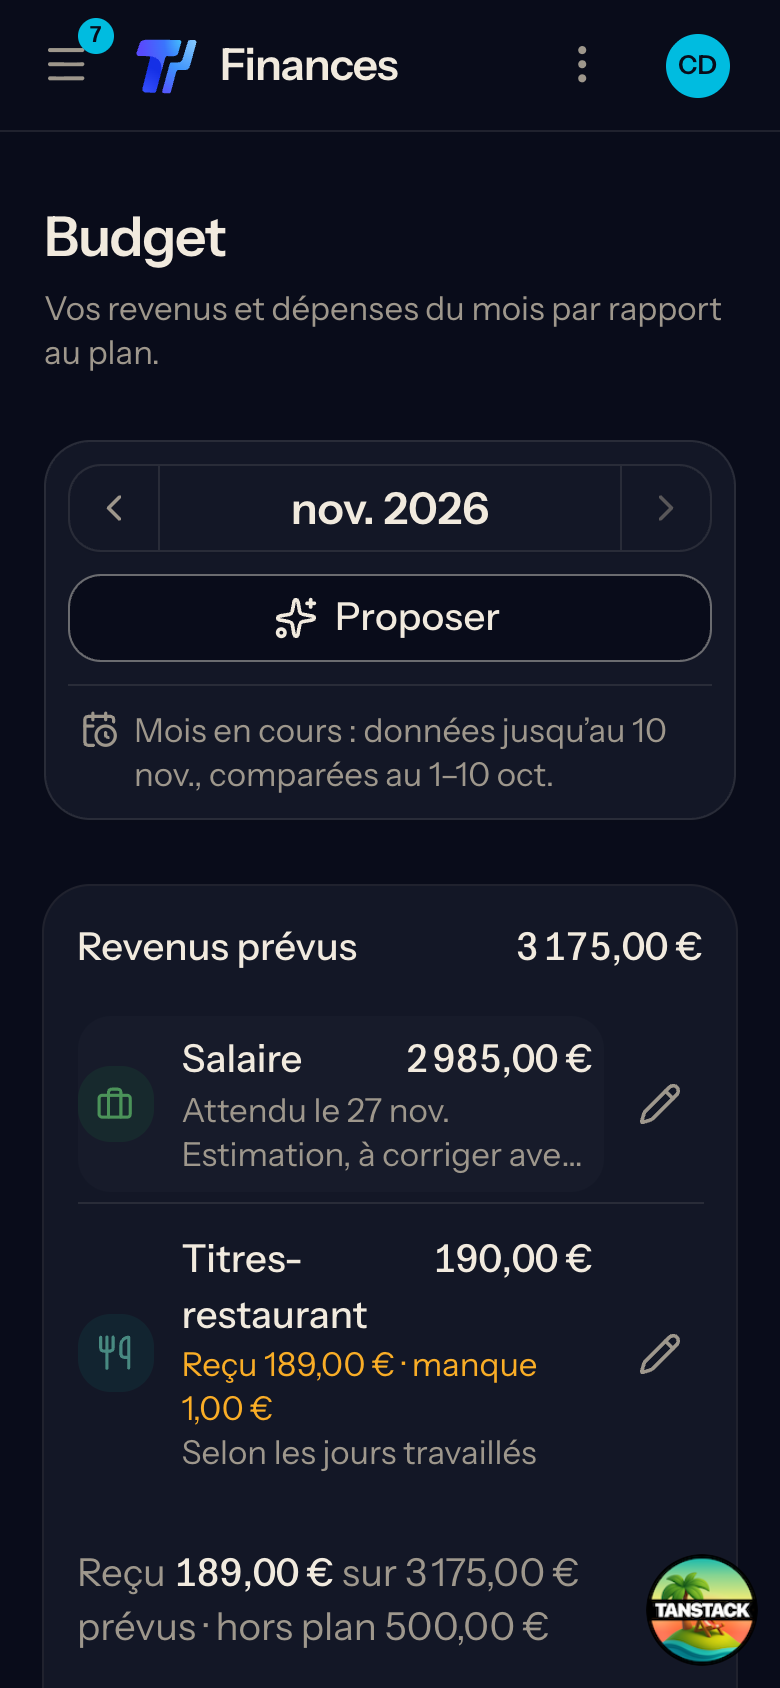 7
Finances
CD
Budget
Vos revenus et dépenses du mois par rapport
au plan.
nov. 2026
Proposer
Mois en cours : données jusqu’au 10
nov., comparées au 1–10 oct.
Revenus prévus 3 175,00 €
Salaire 2 985,00 €
Attendu le 27 nov.
Estimation, à corriger ave...
Titres- 190,00 €
restaurant
Reçu 189,00 € · manque
1,00 €
Selon les jours travaillés
Reçu 189,00 € sur 3 175,00 €
prévus · hors plan 500,00 €
TANSTACK